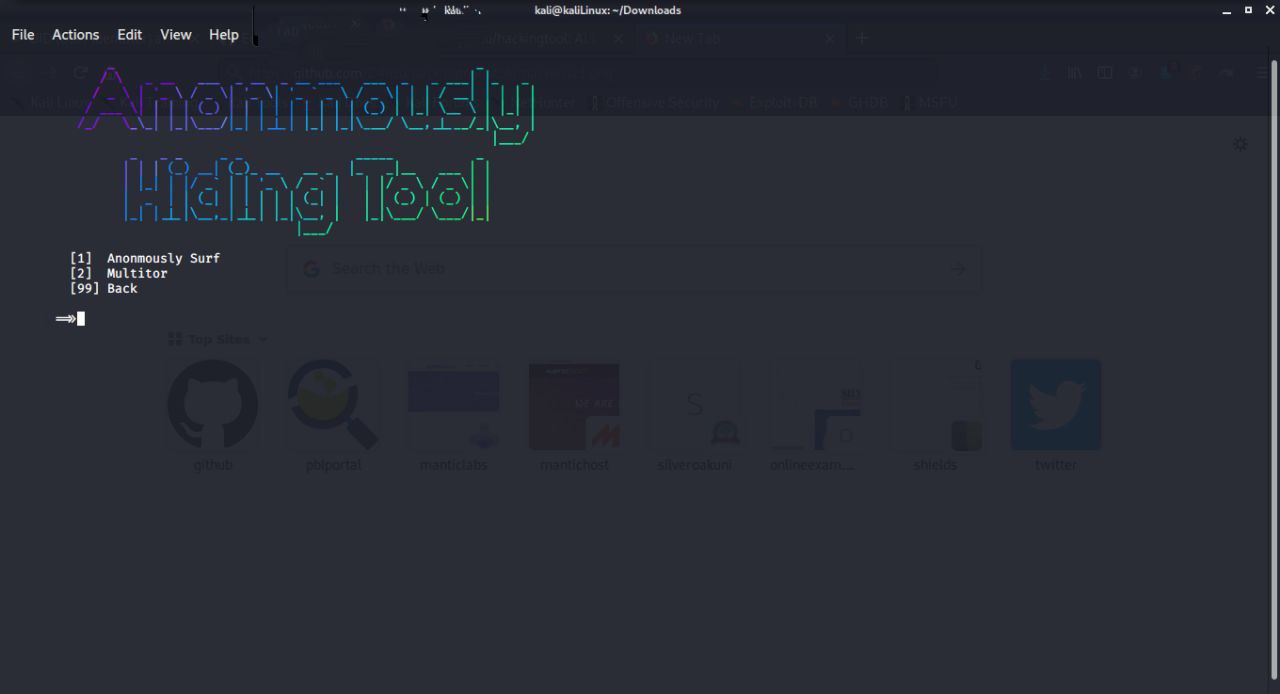 kali@kaliLinux: ~/Downloads
File Actions Edit View Help
github.com
New Tab
Kali Linux
NetHunter Offensive Security Exploit-DB GHDB MSFU
Anonmously
Hiding Tool
[1] Anonmously Surf
[2] Multitor
[99] Back
Search the Web
Top Sites
github pblportal manticlabs mantichost silveroakuni onlineexam... shields twitter